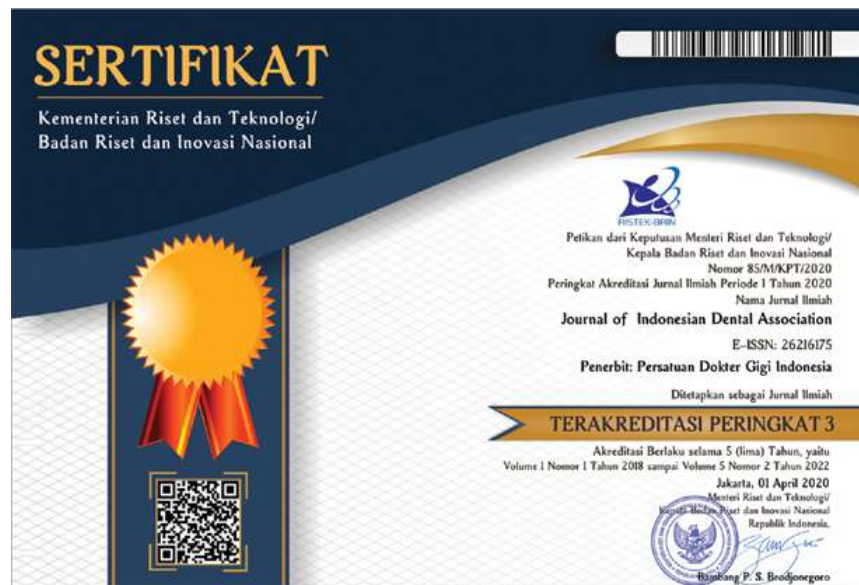 SERTIFIKAT
Kementerian Riset dan Teknologi/
Badan Riset dan Inovasi Nasional
RISTEK-BRIN
Petikan dari Keputusan Menteri Riset dan Teknologi/
Kepala Badan Riset dan Inovasi Nasional
Nomor 85/M/KPT/2020
Peringkat Akreditasi Jurnal Ilmiah Periode 1 Tahun 2020
Nama Jurnal Ilmiah
Journal of Indonesian Dental Association
E-ISSN: 26216175
Penerbit: Persatuan Dokter Gigi Indonesia
Ditetapkan sebagai Jurnal Ilmiah
TERAKREDITASI PERINGKAT 3
Akreditasi Berlaku selama 5 (lima) Tahun, yaitu
Volume 1 Nomor 1 Tahun 2018 sampai Volume 5 Nomor 2 Tahun 2022
Jakarta, 01 April 2020
Menteri Riset dan Teknologi/
Kepala Badan Riset dan Inovasi Nasional
Republik Indonesia,
Bambang P. S. Brodjonegoro